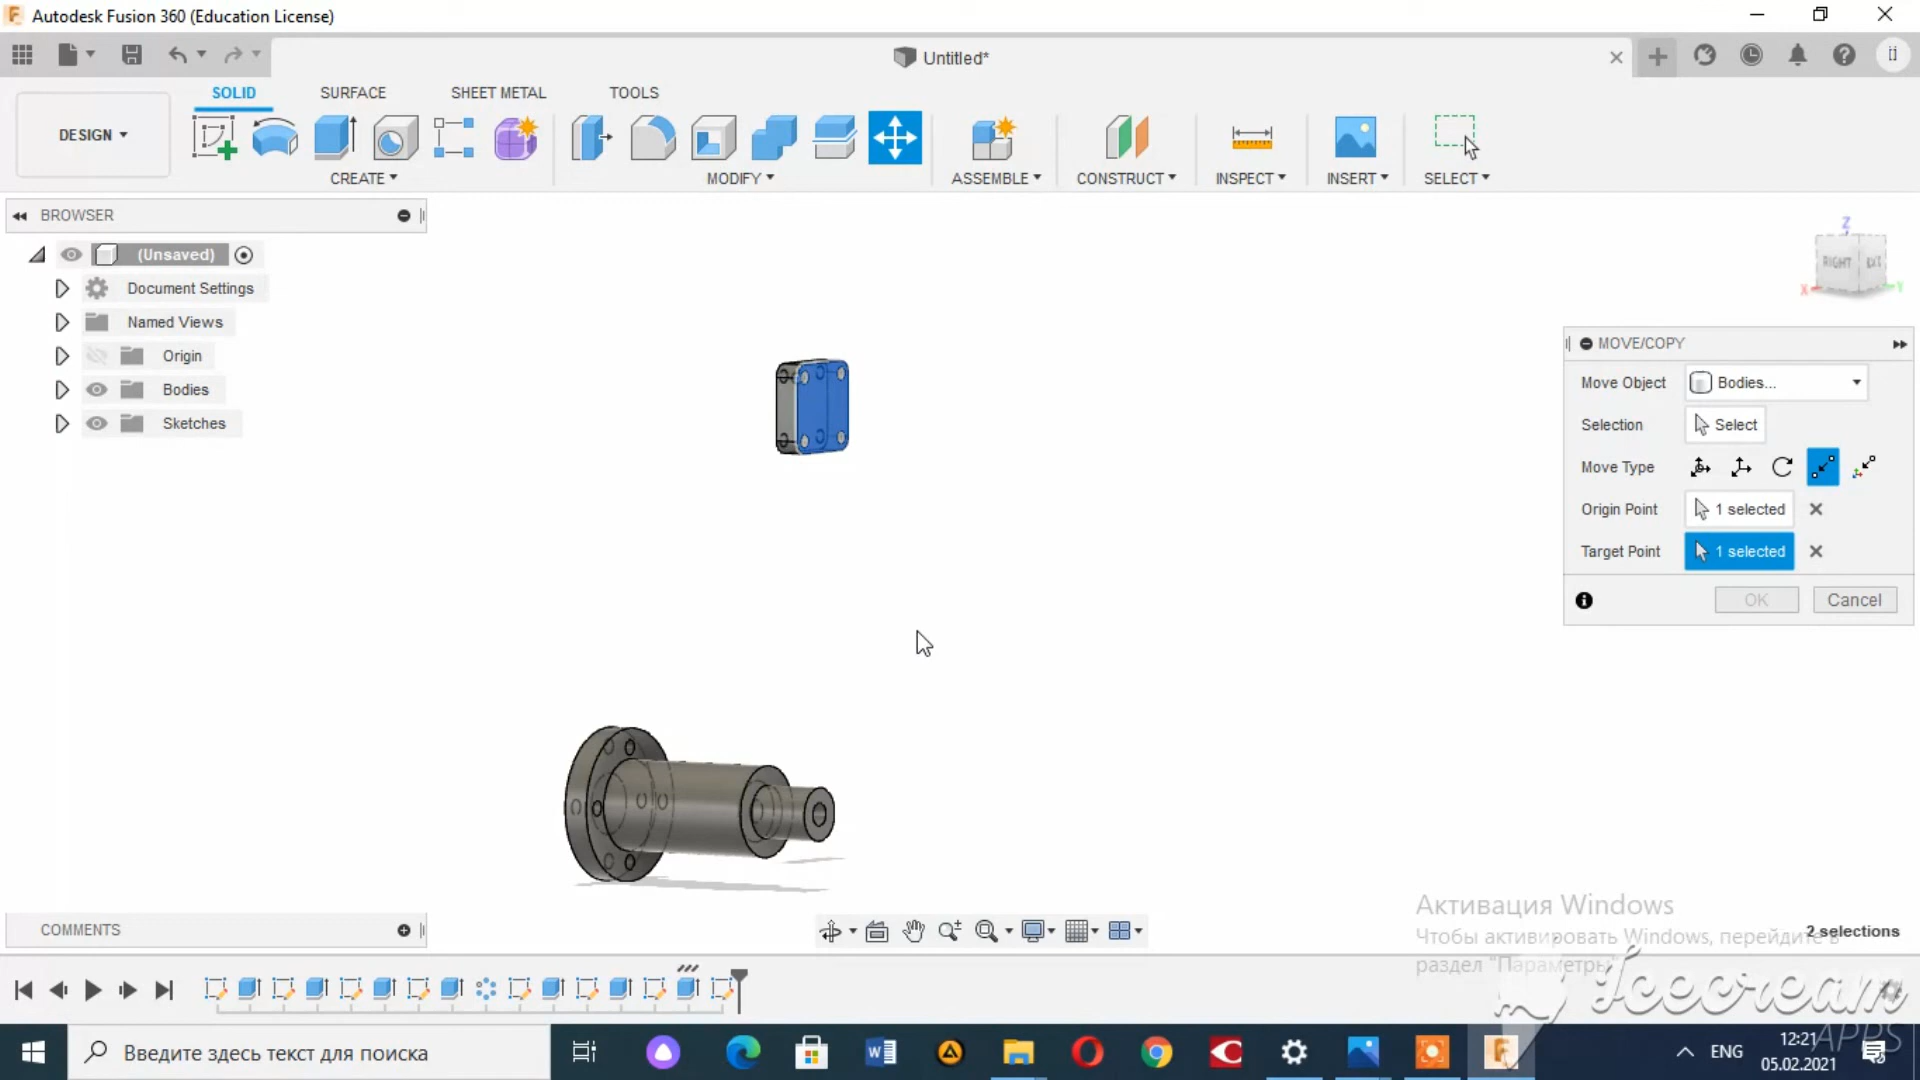 Autodesk Fusion 360 (Education License)
Untitled*
SOLID
SURFACE
SHEET METAL
TOOLS
DESIGN
CREATE
MODIFY
ASSEMBLE
CONSTRUCT
INSPECT
INSERT
SELECT
BROWSER
(Unsaved)
Document Settings
Named Views
Origin
Bodies
Sketches
Z
RIGHT
X
Y
MOVE/COPY
Move Object
Bodies...
Selection
Select
Move Type
Origin Point
1 selected
Target Point
1 selected
OK
Cancel
COMMENTS
Активация Windows
Чтобы активировать Windows, перейдите в
раздел "Параметры".
2 selections
Icecream
APPS
Введите здесь текст для поиска
ENG
12:21
05.02.2021